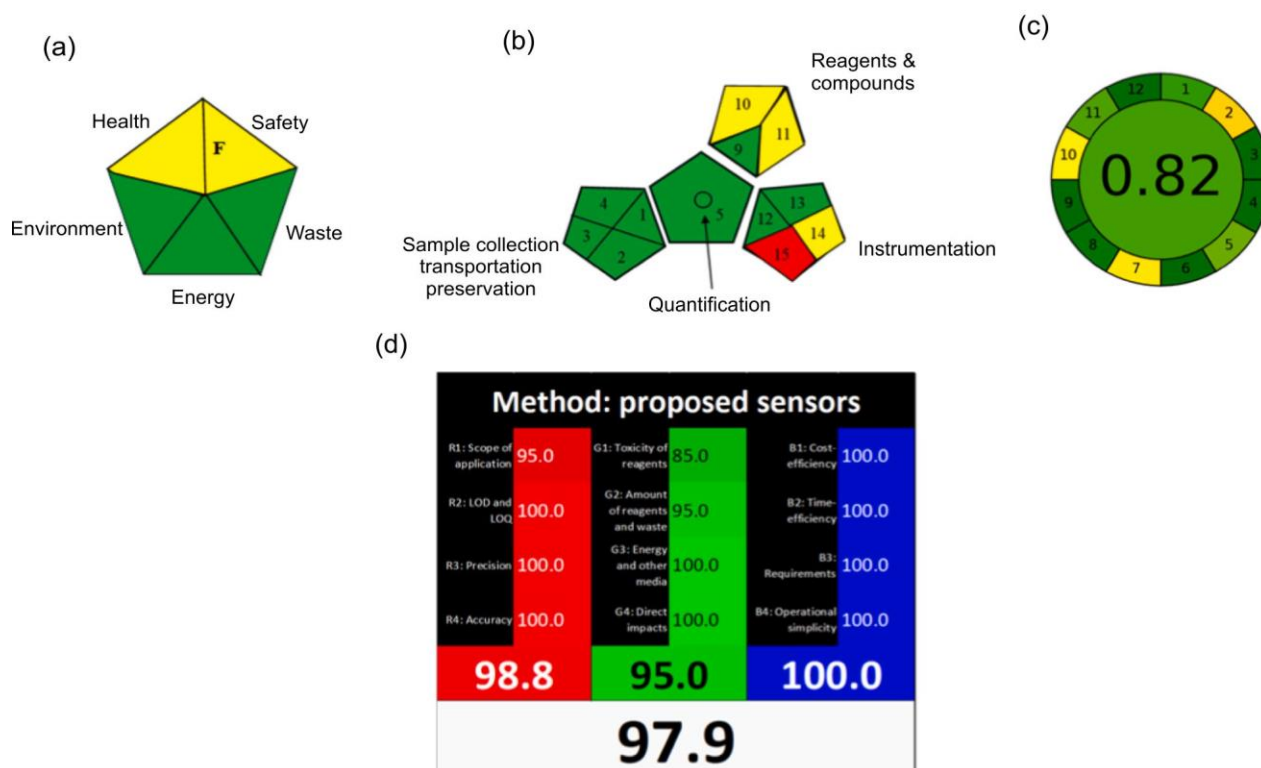 (a)
Health
Safety
F
Environment
Waste
Energy
(b)
Reagents &
compounds
10
11
9
4
1
3
2
5
13
12
14
15
Sample collection
transportation
preservation
Instrumentation
Quantification
(c)
12
1
11
2
10
3
0.82
9
4
8
5
7
6
(d)
Method: proposed sensors
R1: Scope of
application
95.0
G1: Toxicity of
reagents
85.0
B1: Cost-
efficiency
100.0
R2: LOD and
LOQ
100.0
G2: Amount
of reagents
and waste
95.0
B2: Time-
efficiency
100.0
R3: Precision
100.0
G3: Energy
and other
media
100.0
B3:
Requirements
100.0
R4: Accuracy
100.0
G4: Direct
impacts
100.0
B4: Operational
simplicity
100.0
98.8
95.0
100.0
97.9